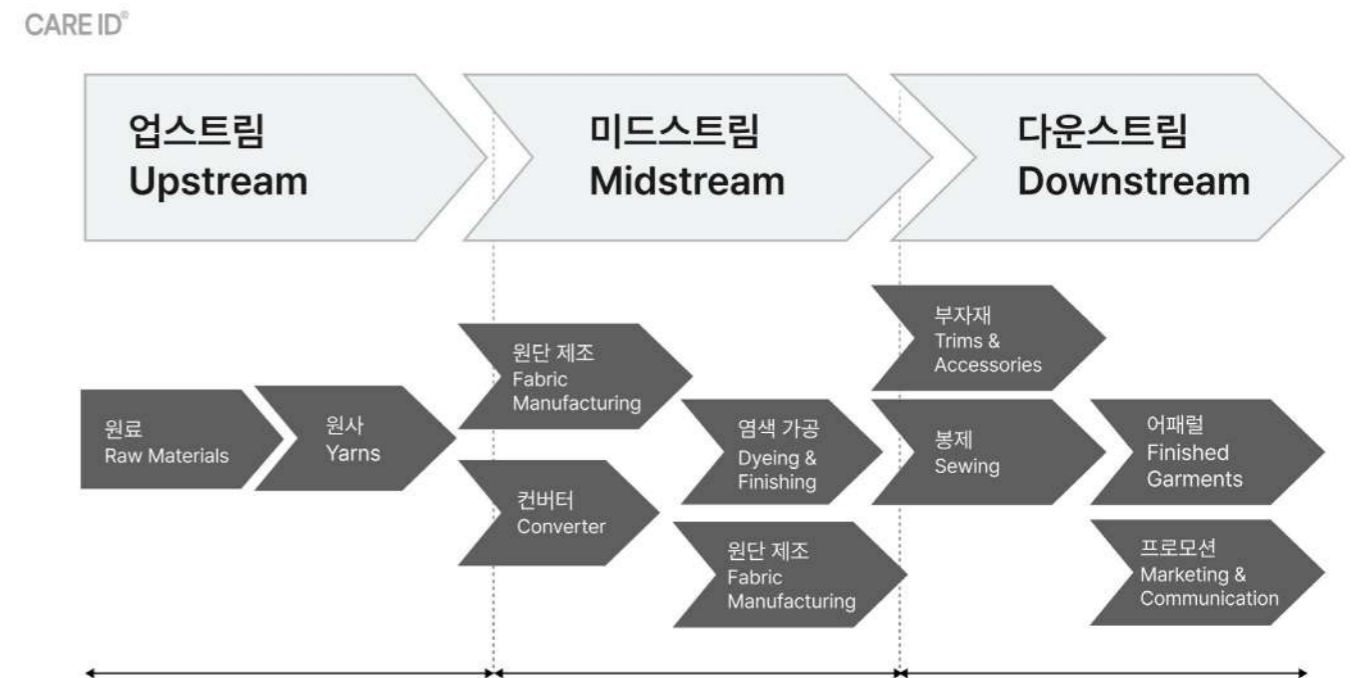 CARE ID®
업스트림
Upstream
미드스트림
Midstream
다운스트림
Downstream
원료
Raw Materials
원사
Yarns
원단 제조
Fabric
Manufacturing
컨버터
Converter
염색 가공
Dyeing &
Finishing
원단 제조
Fabric
Manufacturing
부자재
Trims &
Accessories
봉제
Sewing
어패럴
Finished
Garments
프로모션
Marketing &
Communication